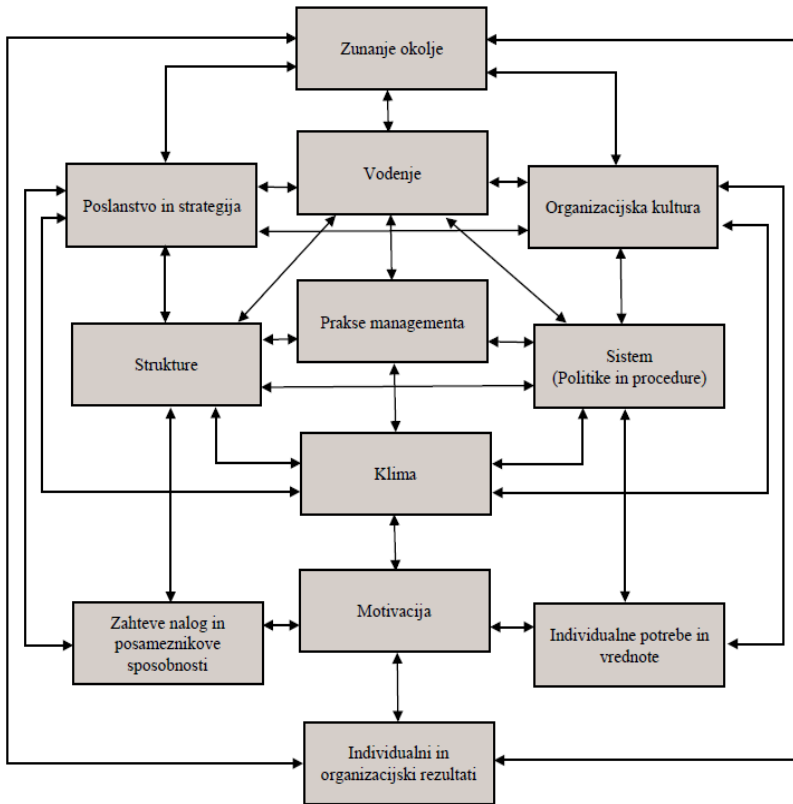 Zunanje okolje
Vodenje
Poslanstvo in strategija
Organizacijska kultura
Prakse managementa
Strukture
Sistem
(Politike in procedure)
Klima
Motivacija
Zahteve nalog in
posameznikove
sposobnosti
Individualne potrebe in
vrednote
Individualni in
organizacijski rezultati